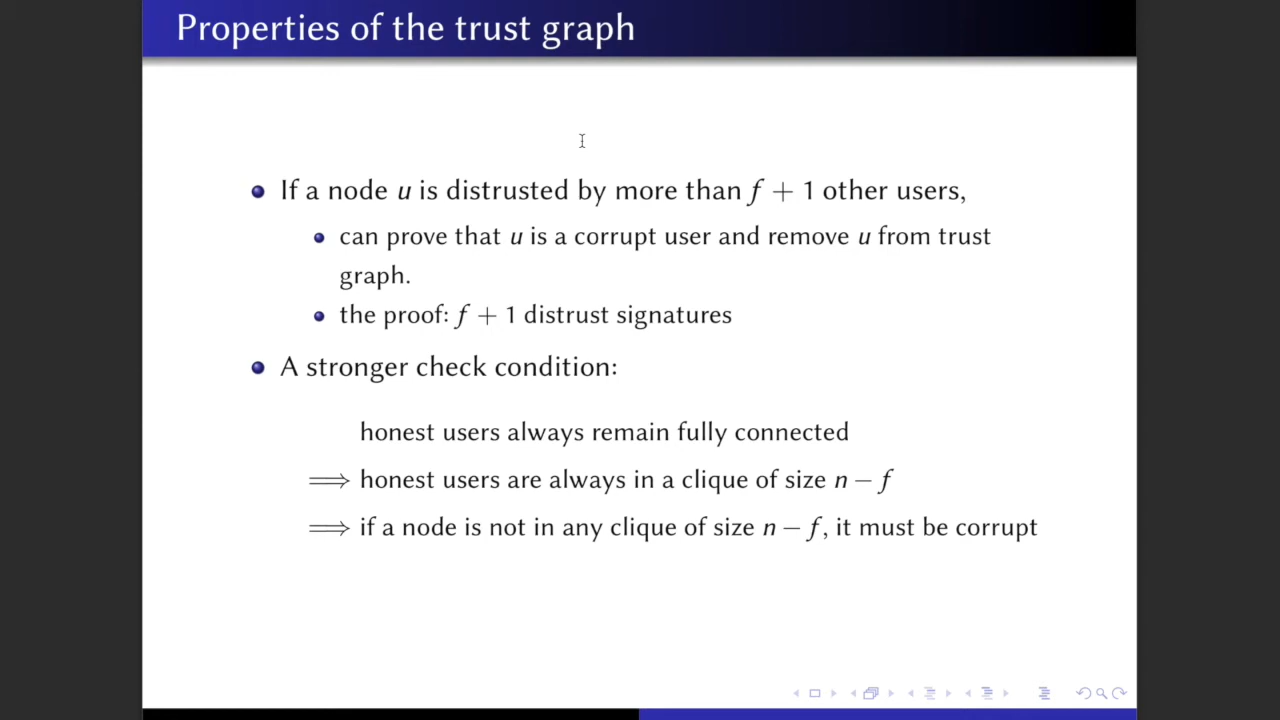 Properties of the trust graph
If a node u is distrusted by more than f + 1 other users,
can prove that u is a corrupt user and remove u from trust
graph.
the proof: f + 1 distrust signatures
A stronger check condition:
honest users always remain fully connected
⟹ honest users are always in a clique of size n − f
⟹ if a node is not in any clique of size n − f, it must be corrupt